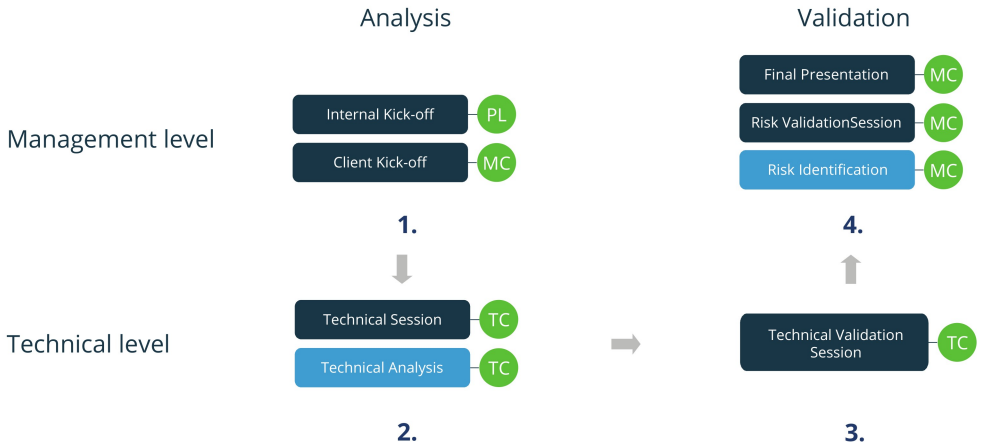 Analysis
Validation
Management level
Internal Kick-off
PL
Client Kick-off
MC
1.
Final Presentation
MC
Risk ValidationSession
MC
Risk Identification
MC
4.
Technical level
Technical Session
TC
Technical Analysis
TC
2.
Technical Validation
Session
TC
3.